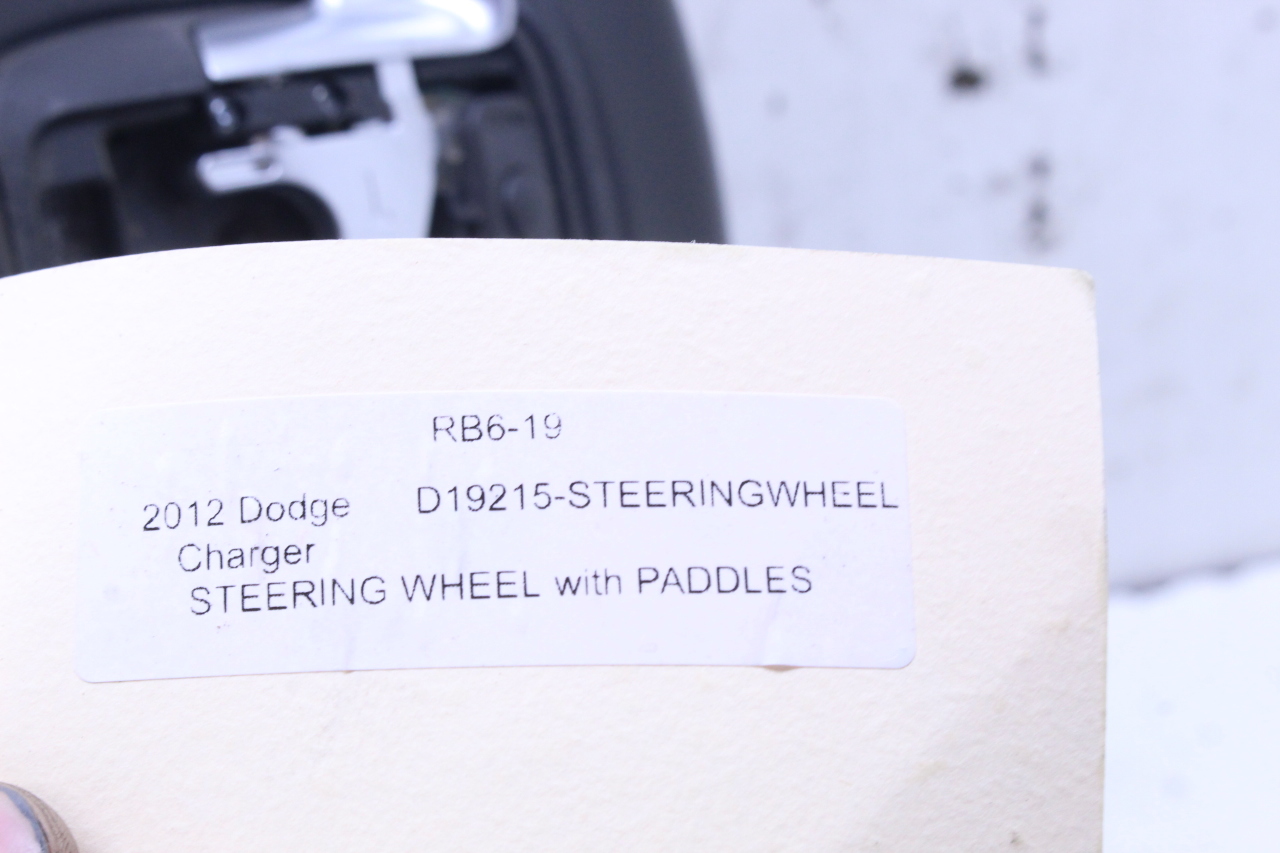 RB6-19
2012 Dodge D19215-STEERINGWHEEL
Charger
STEERING WHEEL with PADDLES